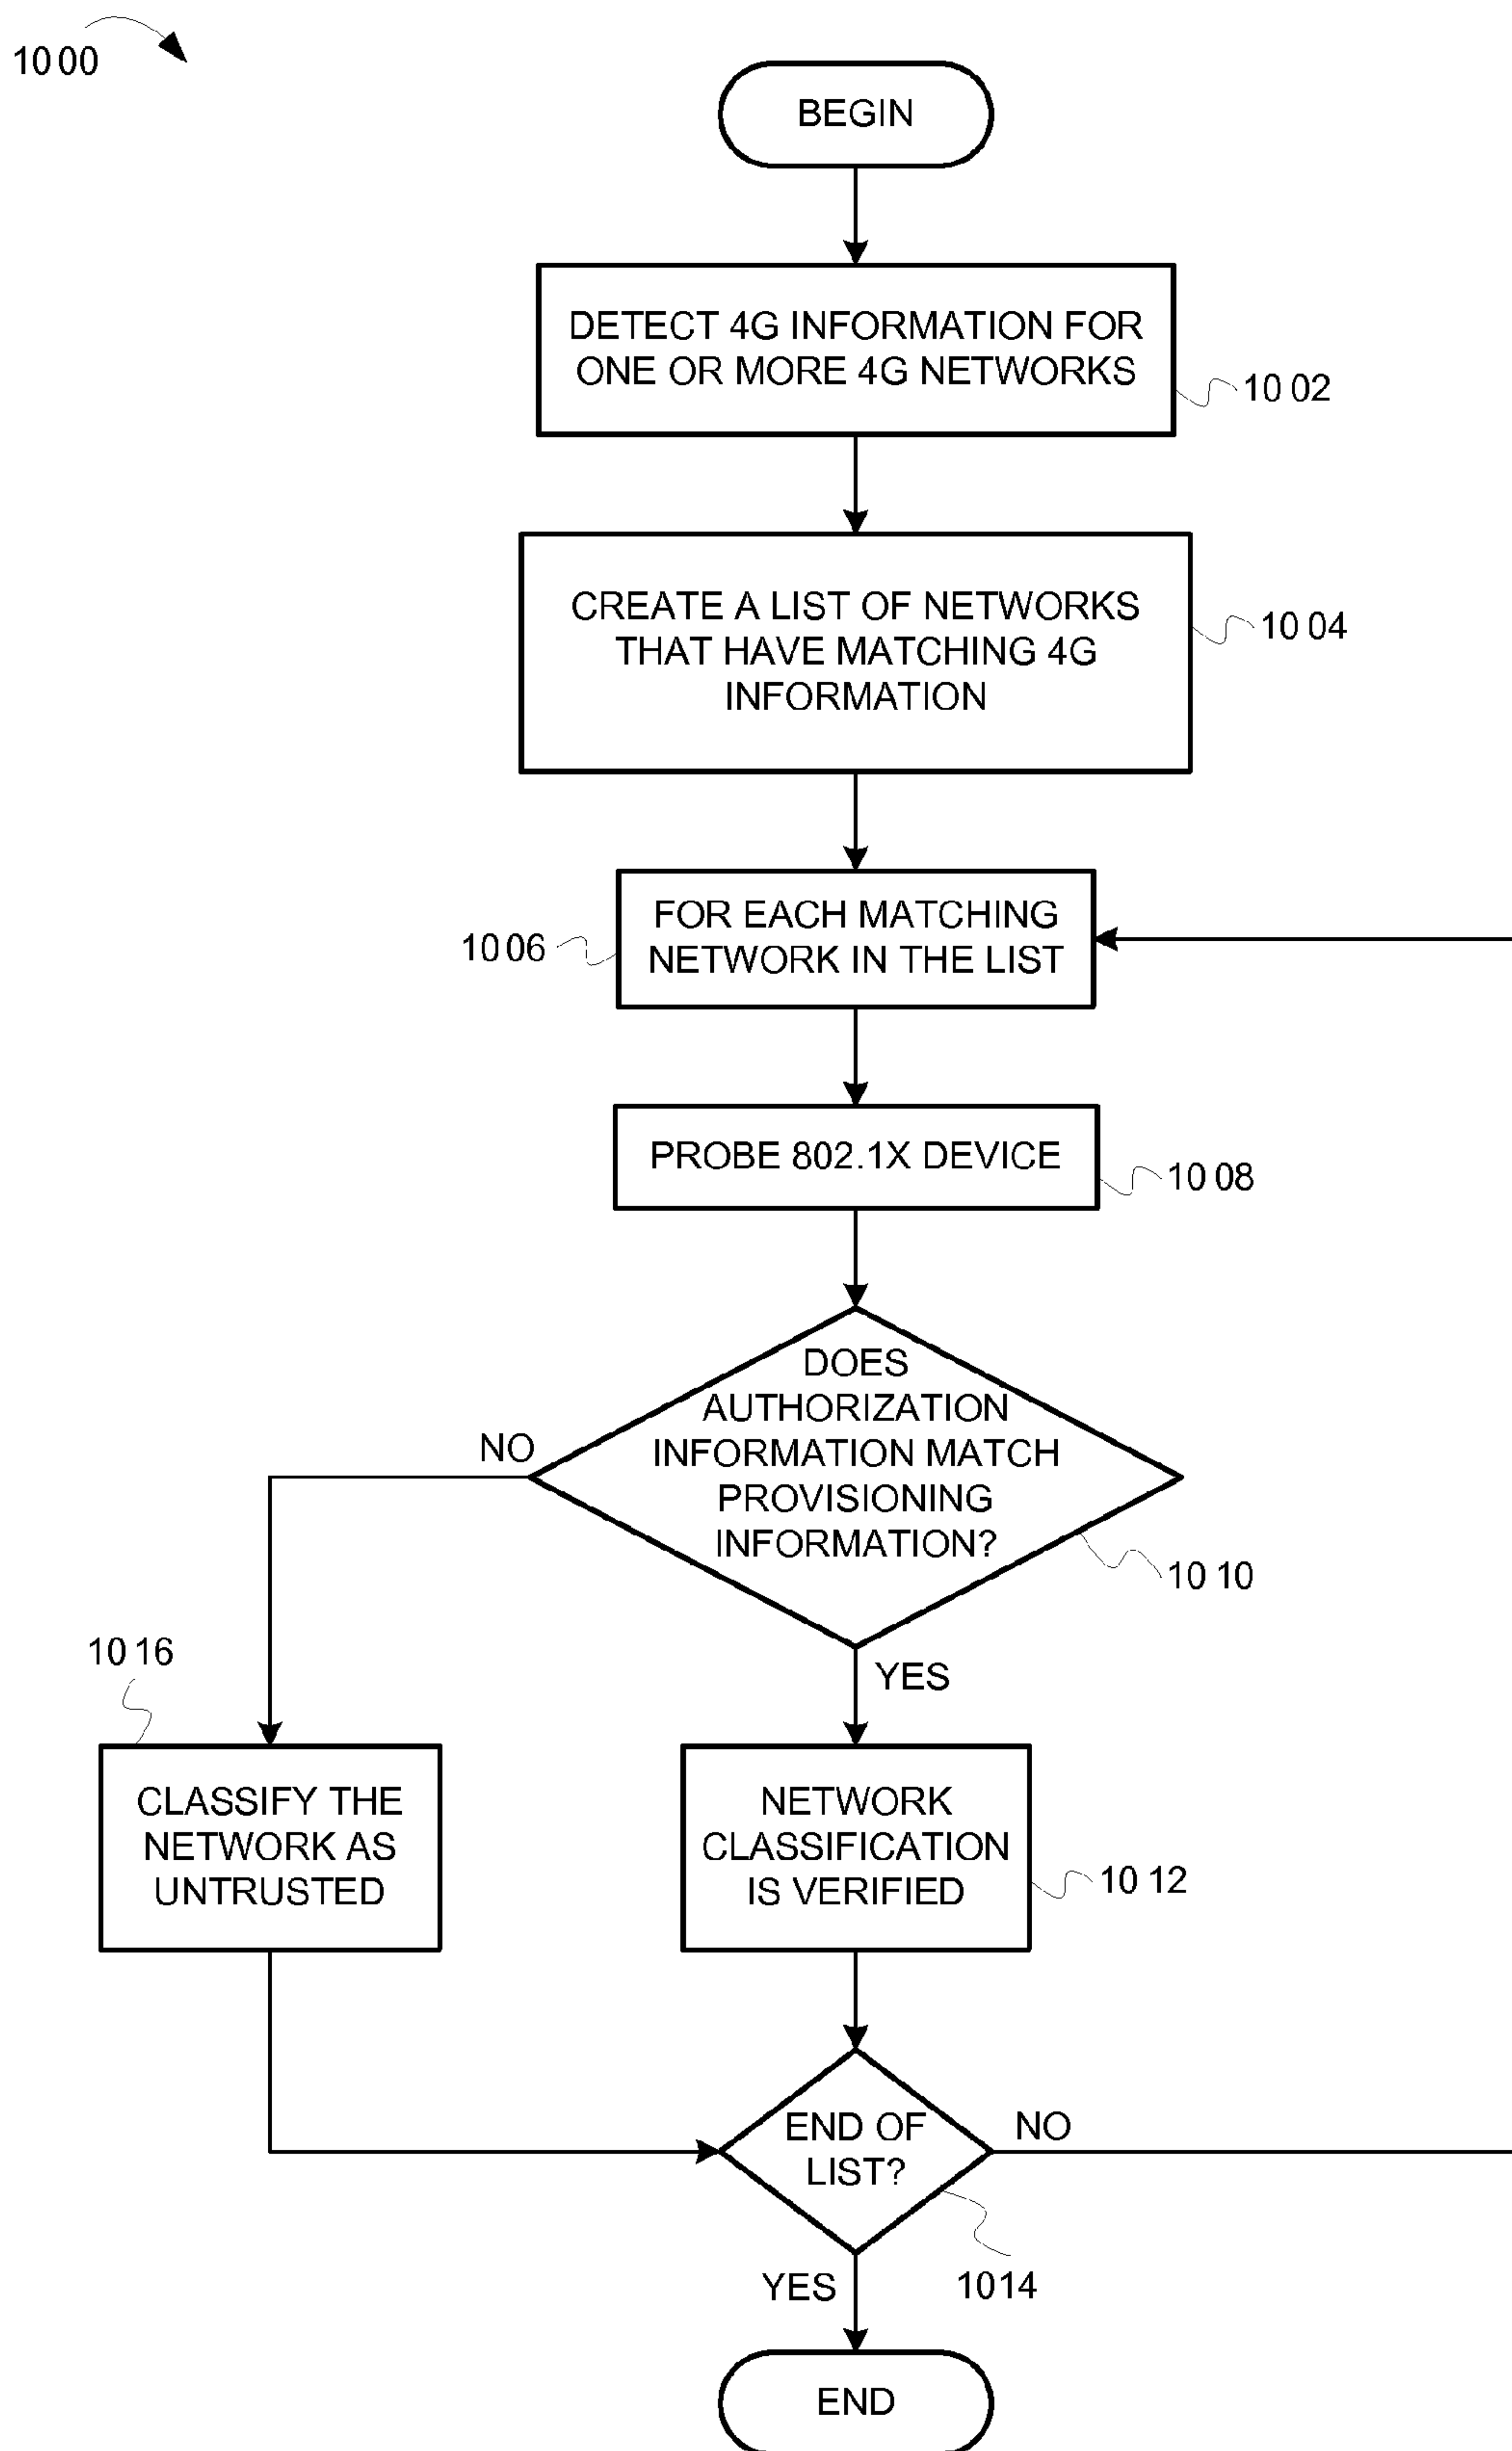 1000
BEGIN
DETECT 4G INFORMATION FOR
ONE OR MORE 4G NETWORKS
1002
CREATE A LIST OF NETWORKS
THAT HAVE MATCHING 4G
INFORMATION
1004
FOR EACH MATCHING
NETWORK IN THE LIST
1006
PROBE 802.1X DEVICE
1008
DOES
AUTHORIZATION
INFORMATION MATCH
PROVISIONING
INFORMATION?
NO
1010
YES
1016
CLASSIFY THE
NETWORK AS
UNTRUSTED
NETWORK
CLASSIFICATION
IS VERIFIED
1012
END OF
LIST?
NO
1014
YES
END